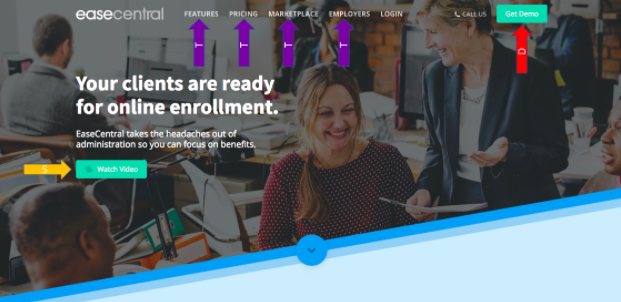 easecentral FEATURES PRICING MARKETPLACE EMPLOYERS LOGIN CALL US Get Demo
T T T T D
Your clients are ready
for online enrollment.
EaseCentral takes the headaches out of
administration so you can focus on benefits.
S Watch Video